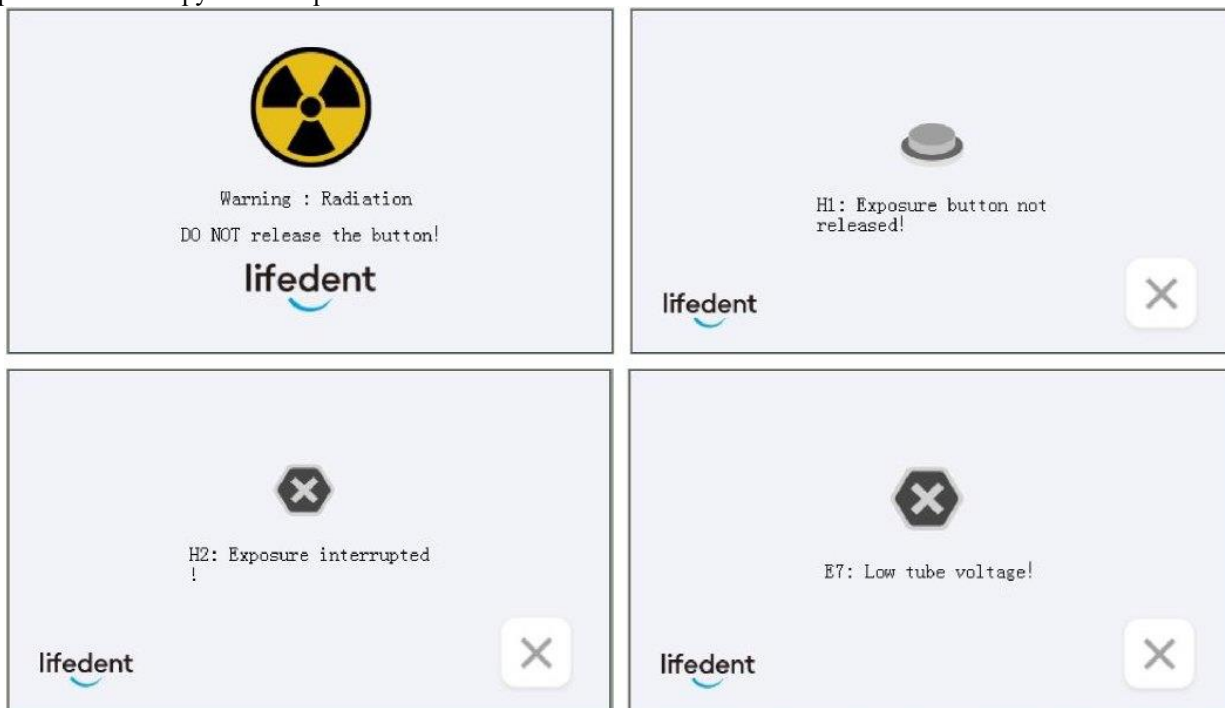 Warning : Radiation
DO NOT release the button!
lifedent
H1: Exposure button not
released!
lifedent
H2: Exposure interrupted
!
lifedent
E7: Low tube voltage!
lifedent